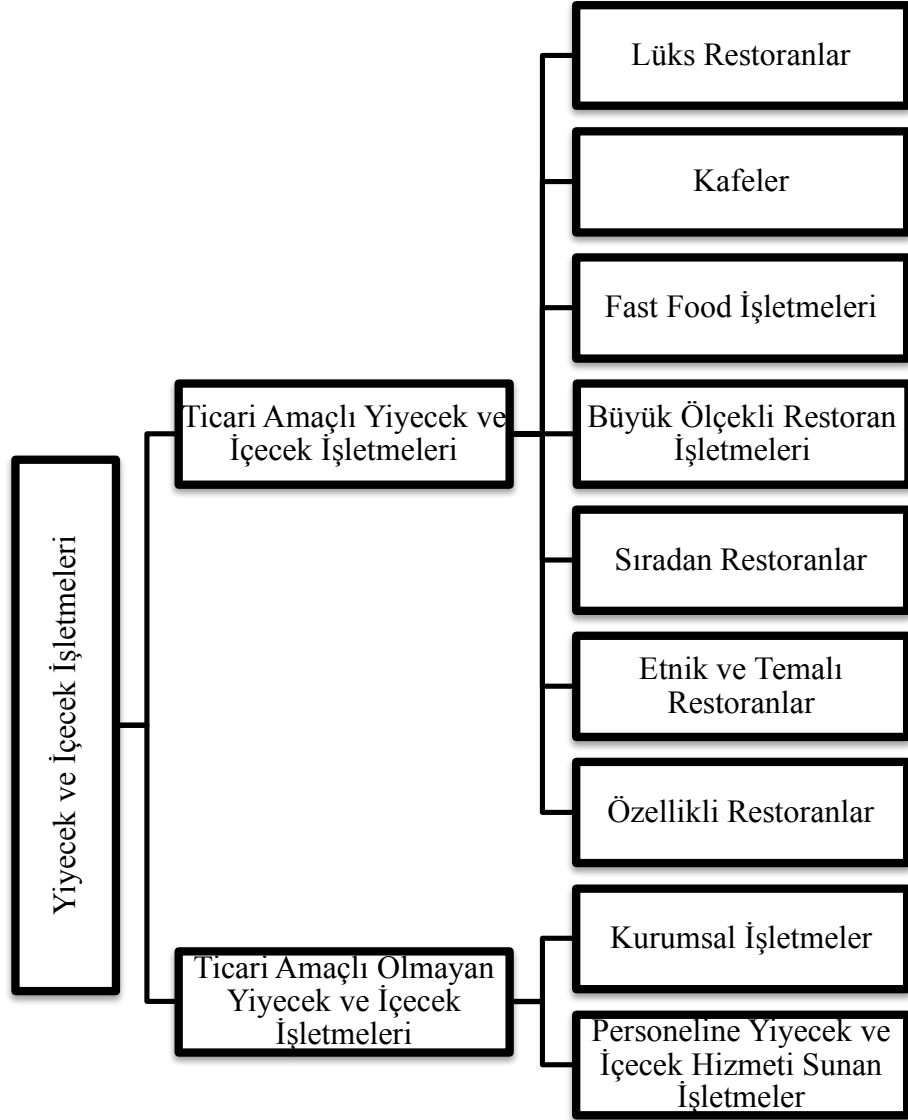 Yiyecek ve İçecek İşletmeleri
Ticari Amaçlı Yiyecek ve
İçecek İşletmeleri
Lüks Restoranlar
Kafeler
Fast Food İşletmeleri
Büyük Ölçekli Restoran
İşletmeleri
Sıradan Restoranlar
Etnik ve Temalı
Restoranlar
Özellikli Restoranlar
Ticari Amaçlı Olmayan
Yiyecek ve İçecek
İşletmeleri
Kurumsal İşletmeler
Personeline Yiyecek ve
İçecek Hizmeti Sunan
İşletmeler